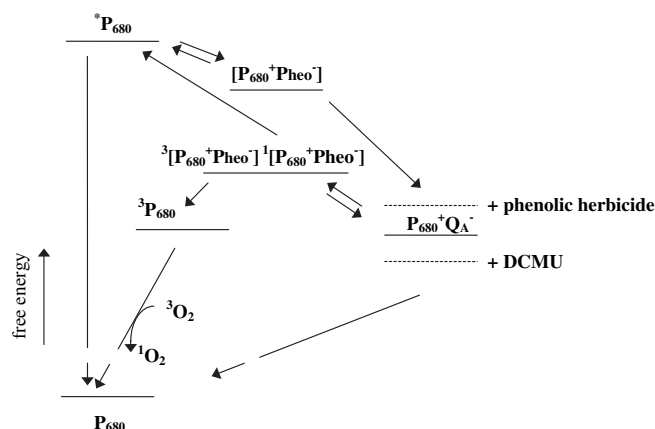 *P₆₈₀
[P₆₈₀⁺Pheo⁻]
³[P₆₈₀⁺Pheo⁻] ¹[P₆₈₀⁺Pheo⁻]
³P₆₈₀
+ phenolic herbicide
P₆₈₀⁺Q_A⁻
+ DCMU
free energy
³O₂
¹O₂
P₆₈₀